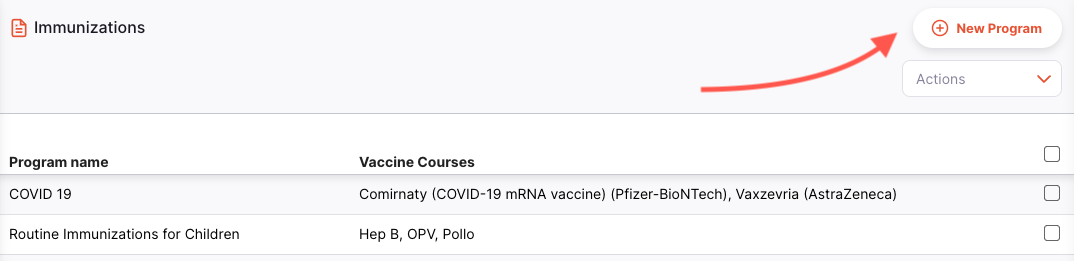 Immunizations
New Program
Actions
Program name Vaccine Courses
COVID 19 Comirnaty (COVID-19 mRNA vaccine) (Pfizer-BioNTech), Vaxzevria (AstraZeneca)
Routine Immunizations for Children Hep B, OPV, Pollo